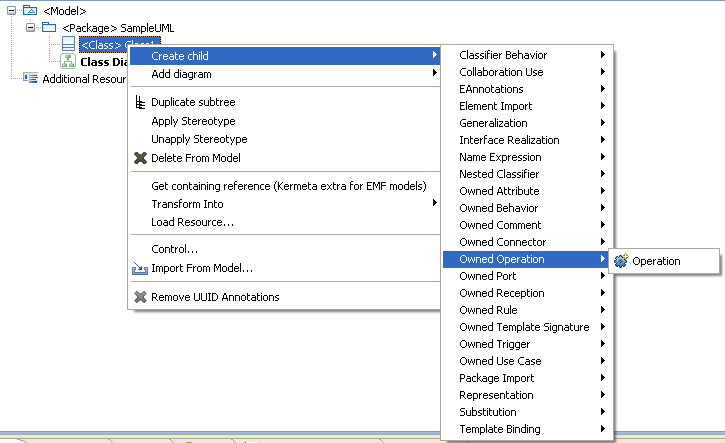 <Model>
<Package> SampleUML
<Class> Class1
Class Dia
Additional Resour
Create child
Add diagram
Duplicate subtree
Apply Stereotype
Unapply Stereotype
Delete From Model
Get containing reference (Kermeta extra for EMF models)
Transform Into
Load Resource...
Control...
Import From Model...
Remove UUID Annotations
Classifier Behavior
Collaboration Use
EAnnotations
Element Import
Generalization
Interface Realization
Name Expression
Nested Classifier
Owned Attribute
Owned Behavior
Owned Comment
Owned Connector
Owned Operation
Owned Port
Owned Reception
Owned Rule
Owned Template Signature
Owned Trigger
Owned Use Case
Package Import
Representation
Substitution
Template Binding
Operation